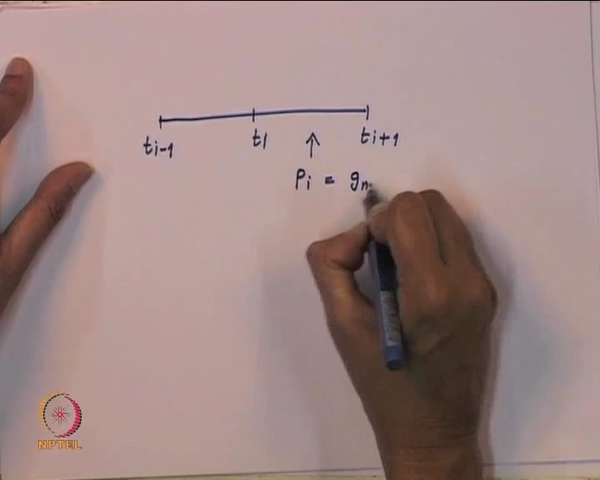 tᵢ₋₁ tᵢ tᵢ₊₁
Pᵢ = gₙ
NPTEL